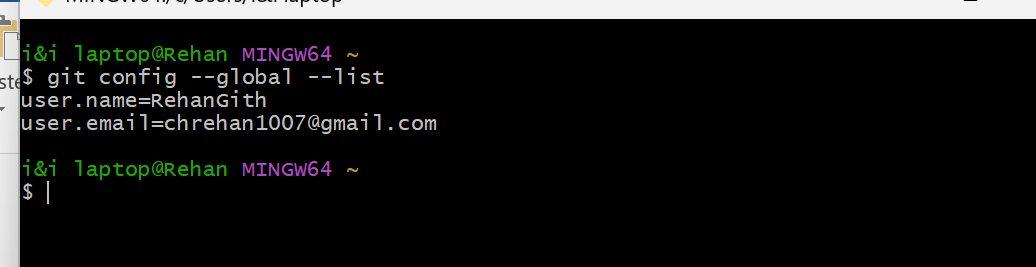 i&i laptop@Rehan MINGW64 ~
$ git config --global --list
user.name=RehanGith
user.email=chrehan1007@gmail.com
i&i laptop@Rehan MINGW64 ~
$